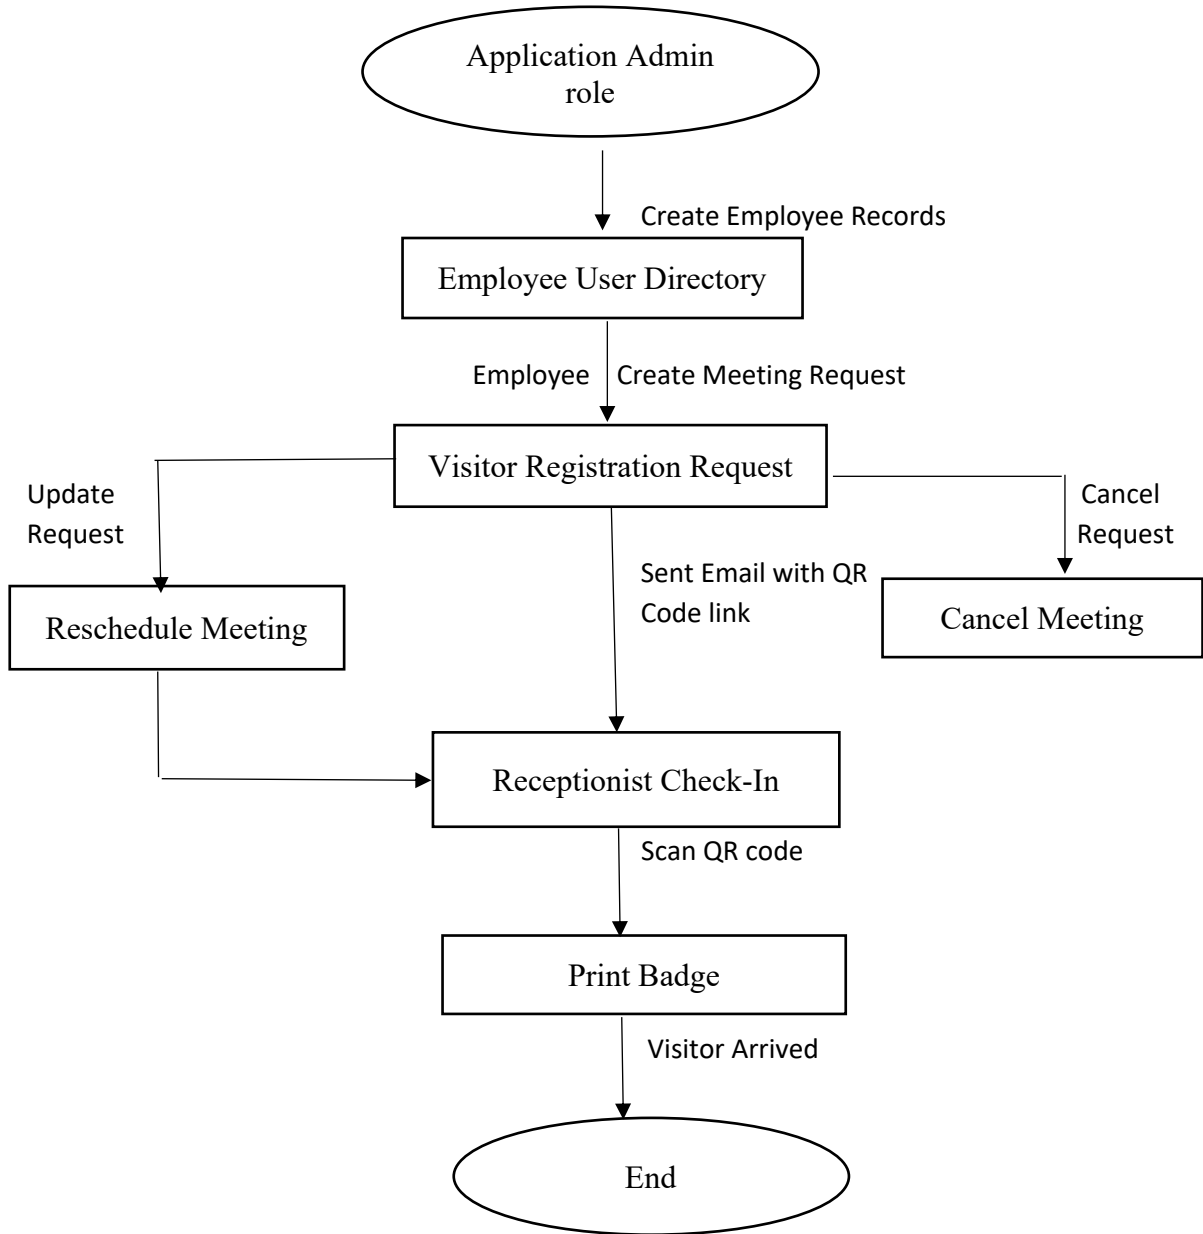 Application Admin
role
Create Employee Records
Employee User Directory
Employee
Create Meeting Request
Visitor Registration Request
Update
Request
Cancel
Request
Sent Email with QR
Code link
Reschedule Meeting
Cancel Meeting
Receptionist Check-In
Scan QR code
Print Badge
Visitor Arrived
End